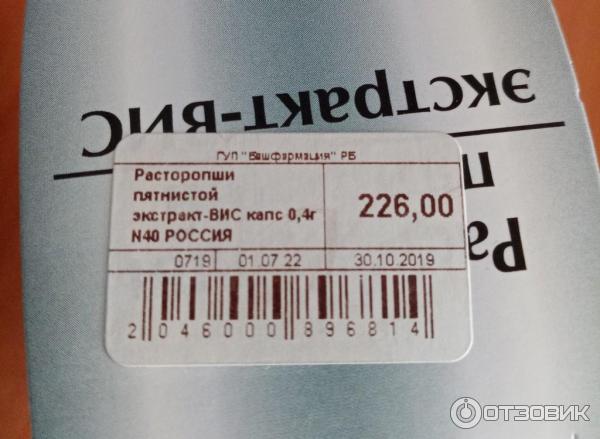 экстракт-ВИС
п
Ра
ГУП "Башфармация" РБ
Расторопши
пятнистой
экстракт-ВИС капс 0,4г
N40 РОССИЯ
226,00
0719 01.07.22 30.10.2019
2 046000 896814
ОТЗОВИК